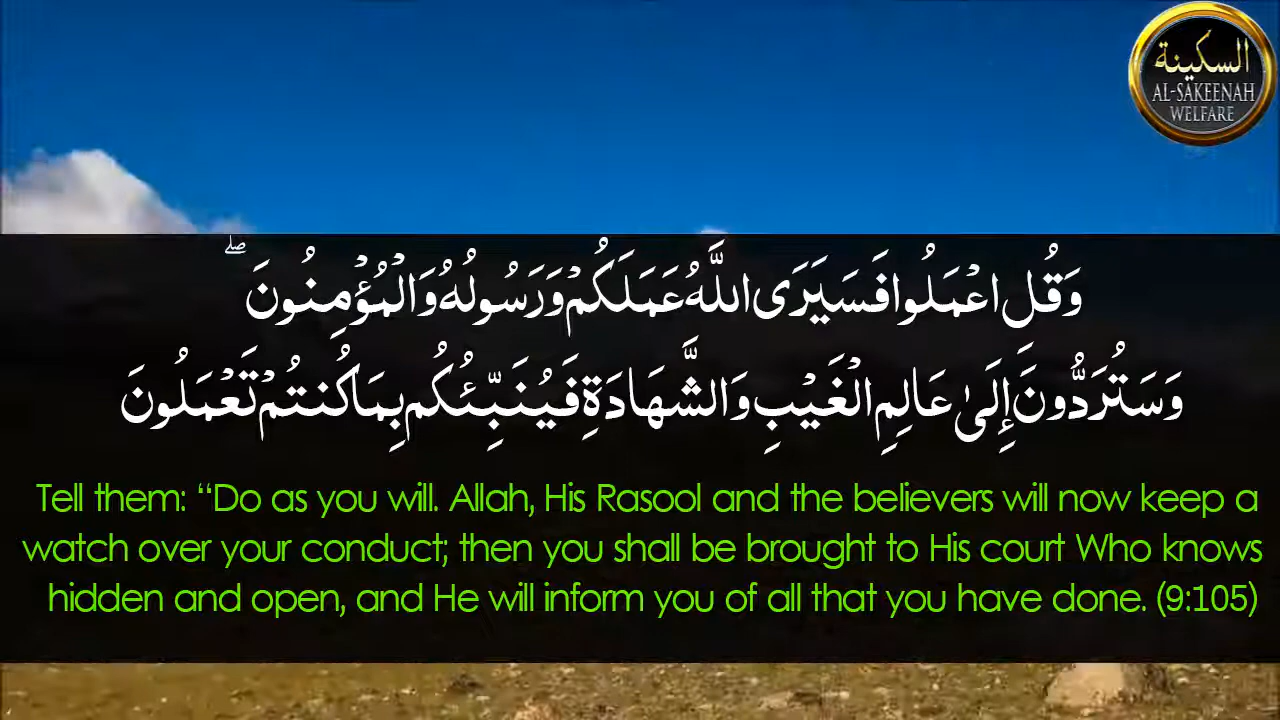 السكينة
AL-SAKEENAH
WELFARE
وَقُلِ اعْمَلُوا فَسَيَرَى اللَّهُ عَمَلَكُمْ وَرَسُولُهُ وَالْمُؤْمِنُونَ ۖ
وَسَتُرَدُّونَ إِلَىٰ عَالِمِ الْغَيْبِ وَالشَّهَادَةِ فَيُنَبِّئُكُم بِمَا كُنتُمْ تَعْمَلُونَ
Tell them: “Do as you will. Allah, His Rasool and the believers will now keep a
watch over your conduct; then you shall be brought to His court Who knows
hidden and open, and He will inform you of all that you have done. (9:105)